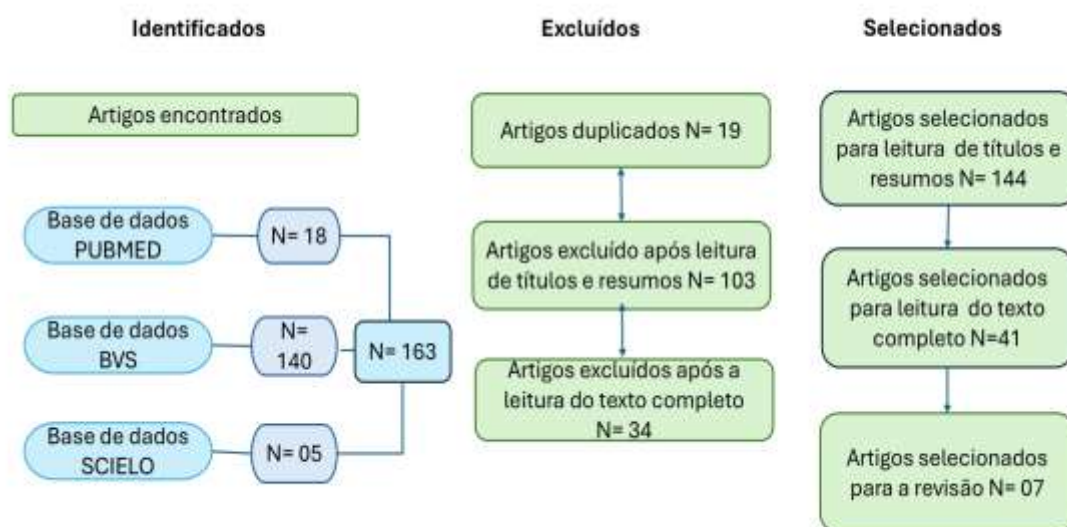 Identificados
Artigos encontrados
Base de dados
PUBMED
N= 18
Base de dados
BVS
N=
140
N= 163
Base de dados
SCIELO
N= 05
Excluídos
Artigos duplicados N= 19
Artigos excluído após leitura
de títulos e resumos N= 103
Artigos excluídos após a
leitura do texto completo
N= 34
Selecionados
Artigos selecionados
para leitura de títulos e
resumos N= 144
Artigos selecionados
para leitura do texto
completo N=41
Artigos selecionados
para a revisão N= 07